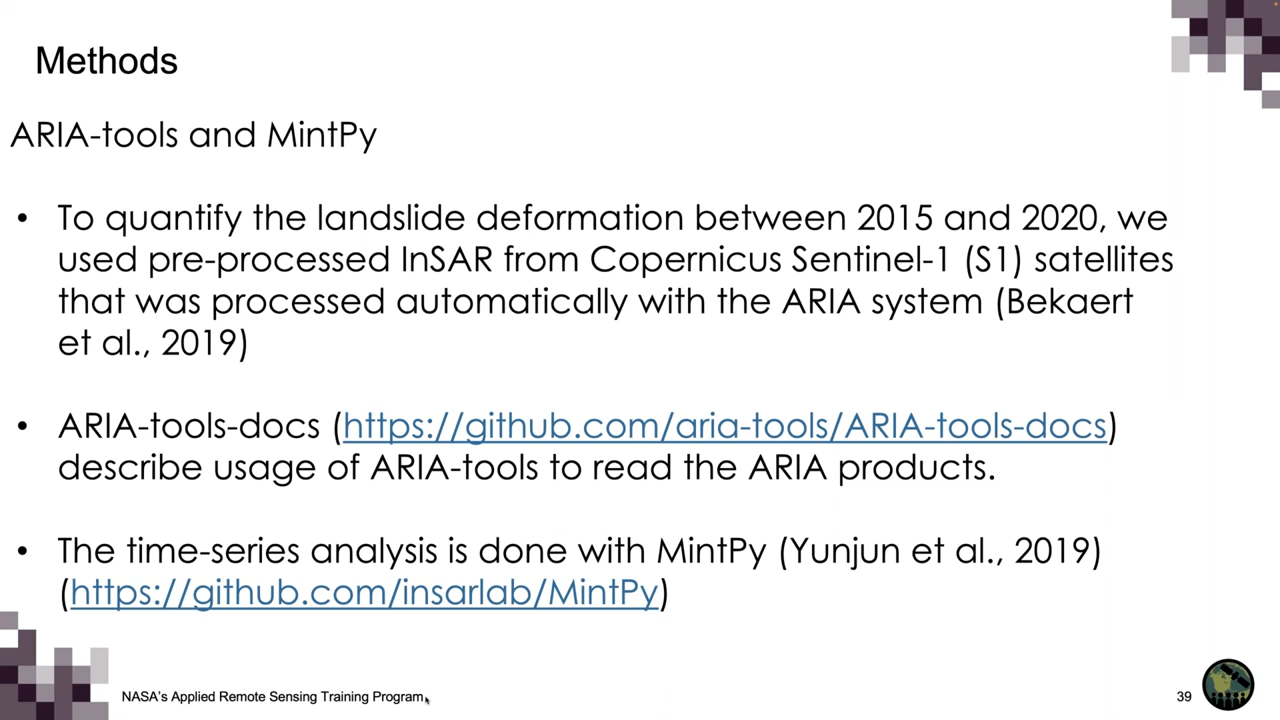 Methods
ARIA-tools and MintPy
• To quantify the landslide deformation between 2015 and 2020, we
used pre-processed InSAR from Copernicus Sentinel-1 (S1) satellites
that was processed automatically with the ARIA system (Bekaert
et al., 2019)
• ARIA-tools-docs (https://github.com/aria-tools/ARIA-tools-docs)
describe usage of ARIA-tools to read the ARIA products.
• The time-series analysis is done with MintPy (Yunjun et al., 2019)
(https://github.com/insarlab/MintPy)
NASA's Applied Remote Sensing Training Program
39